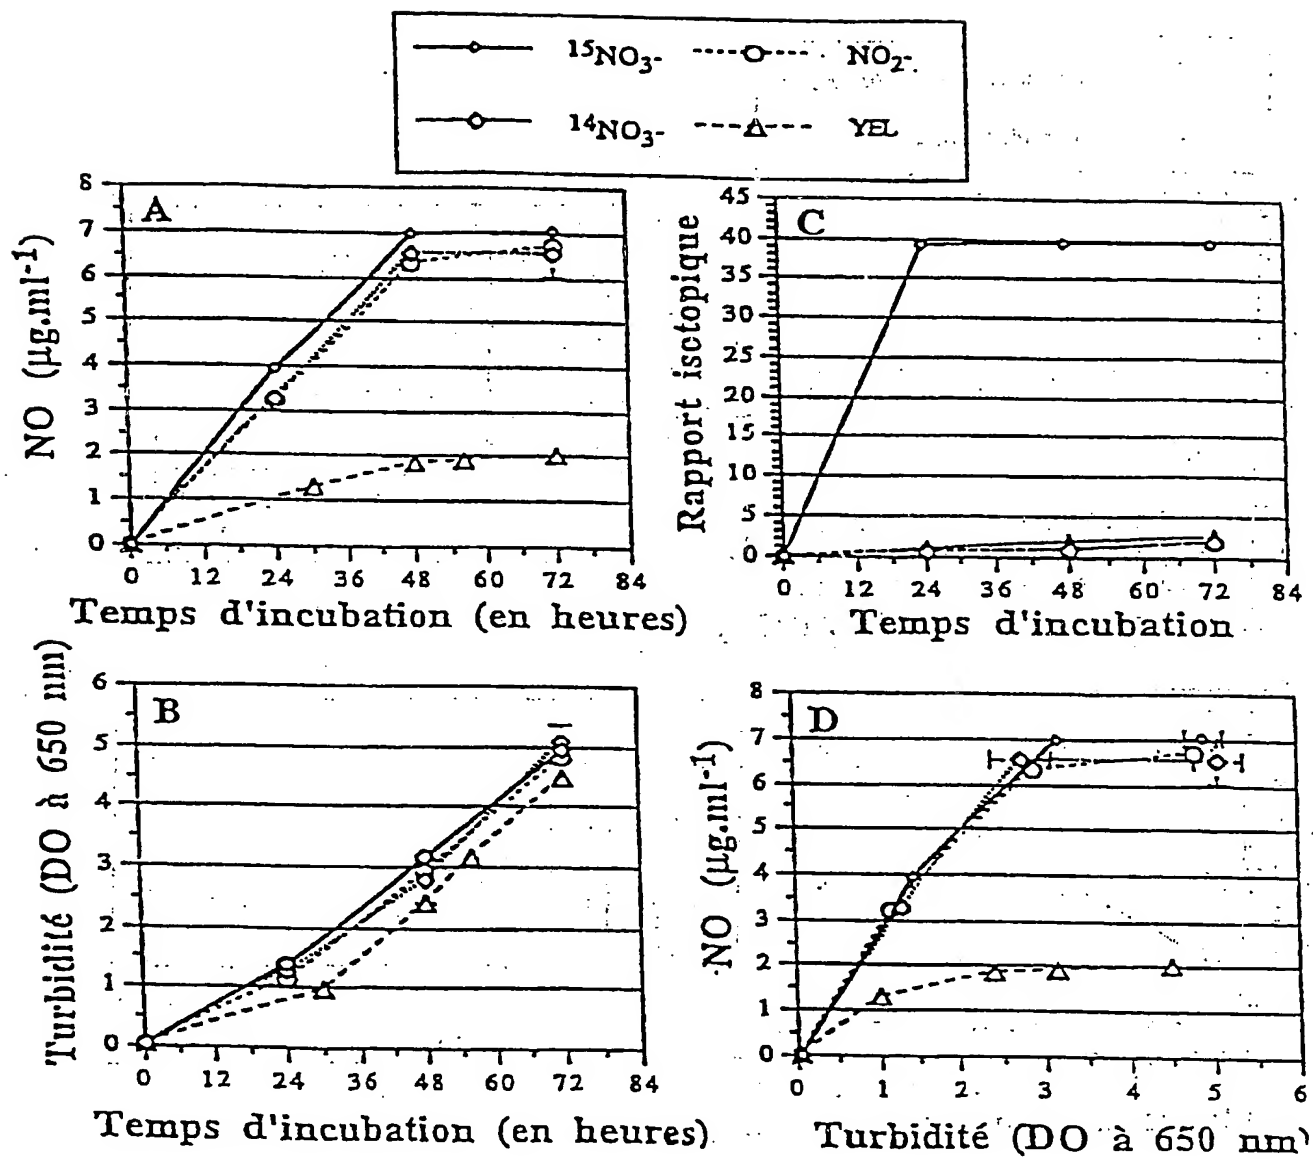 15NO3- NO2-
14NO3- YEL
A
NO (µg.ml-1)
8
7
6
5
4
3
2
1
0
0 12 24 36 48 60 72 84
Temps d'incubation (en heures)
C
Rapport isotopique
45
40
35
30
25
20
15
10
5
0
0 12 24 36 48 60 72 84
Temps d'incubation
B
Turbidité (DO à 650 nm)
6
5
4
3
2
1
0
0 12 24 36 48 60 72 84
Temps d'incubation (en heures)
D
NO (µg.ml-1)
8
7
6
5
4
3
2
1
0
0 1 2 3 4 5 6
Turbidité (DO à 650 nm)